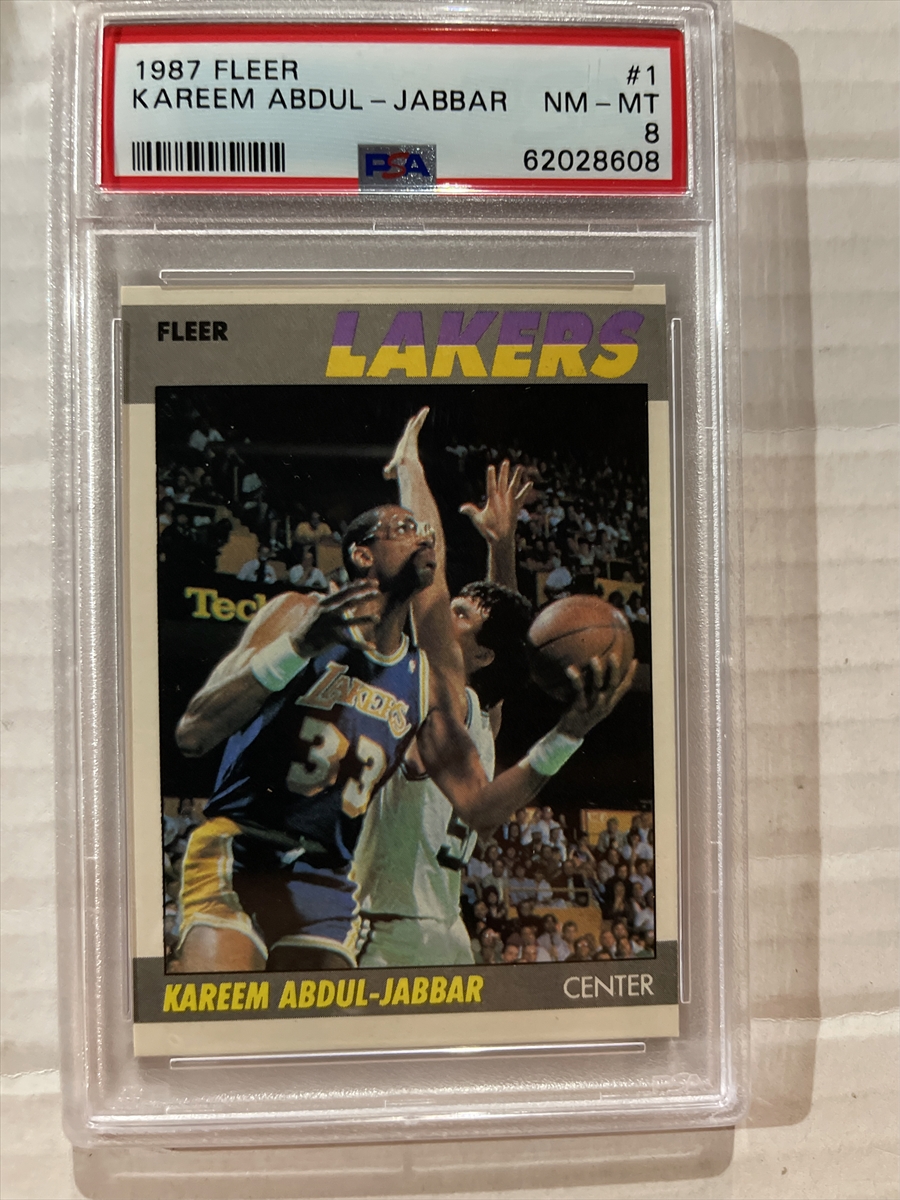 1987 FLEER #1
KAREEM ABDUL-JABBAR NM-MT
8
PSA 62028608
FLEER LAKERS
Tec
LAKERS
33
KAREEM ABDUL-JABBAR CENTER